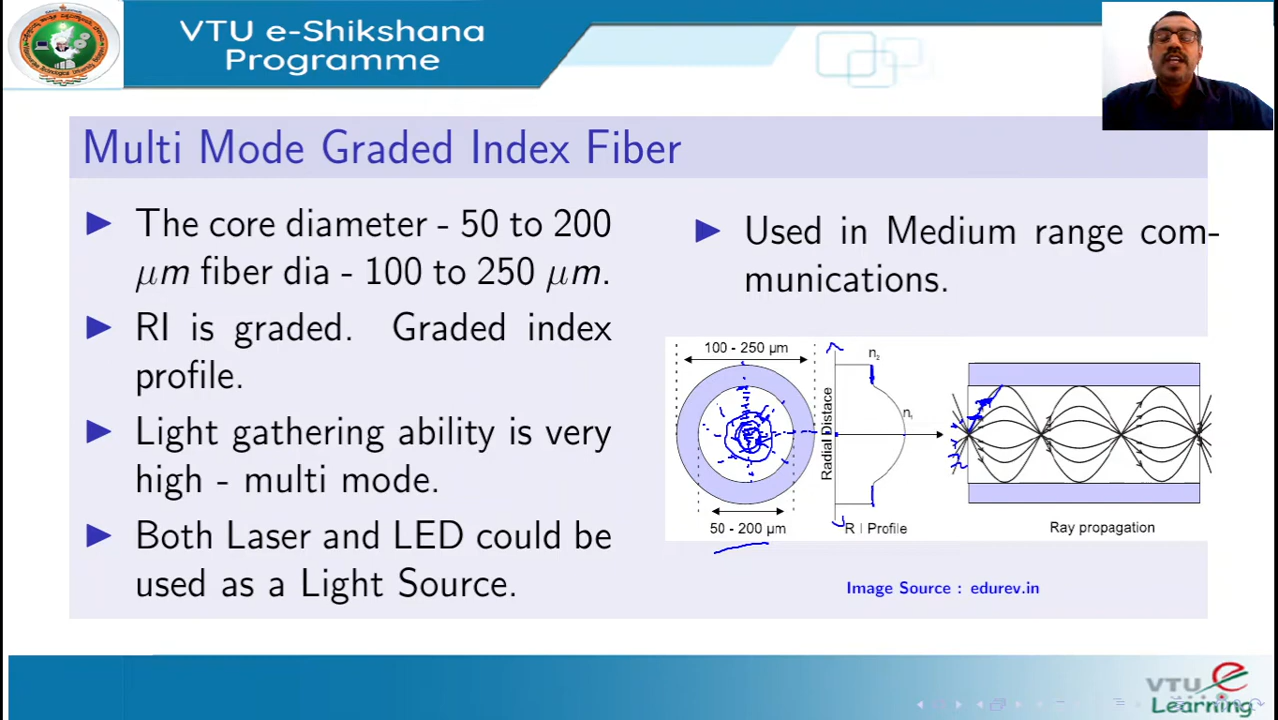 VTU e-Shikshana
Programme
Multi Mode Graded Index Fiber
The core diameter - 50 to 200
μm fiber dia - 100 to 250 μm.
RI is graded. Graded index
profile.
Light gathering ability is very
high - multi mode.
Both Laser and LED could be
used as a Light Source.
Used in Medium range com-
munications.
100 - 250 μm
50 - 200 μm
Radial Distace
n₂
n₁
R I Profile
Ray propagation
Image Source : edurev.in
VTU
Learning